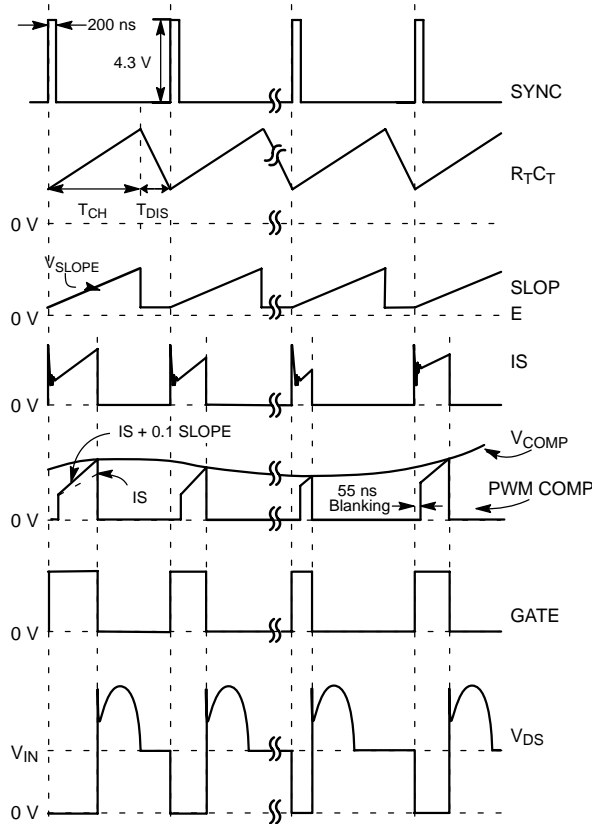 200 ns
4.3 V
SYNC
RTCT
TCH
TDIS
0 V
VSLOPE
SLOP
E
0 V
IS
0 V
IS + 0.1 SLOPE
VCOMP
IS
55 ns
Blanking
PWM COMP
0 V
GATE
0 V
VIN
VDS
0 V